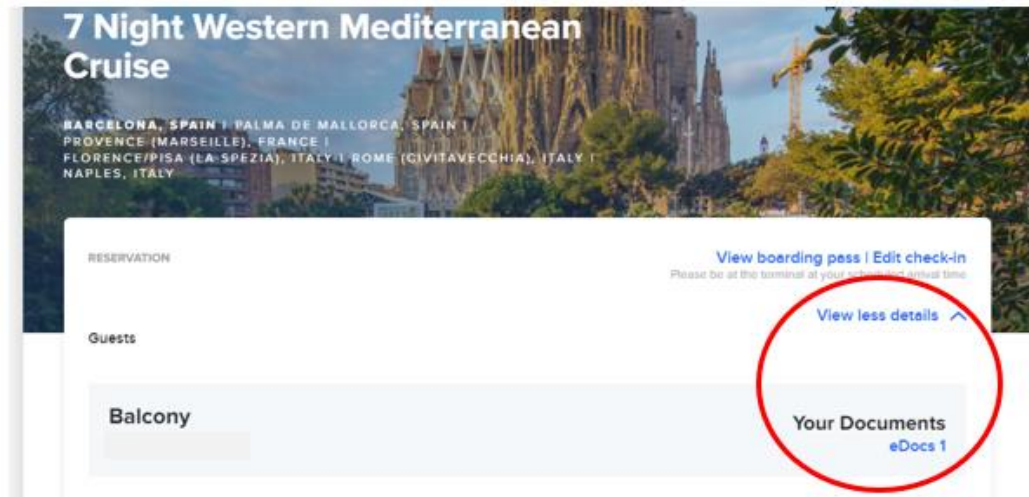 7 Night Western Mediterranean
Cruise
BARCELONA, SPAIN | PALMA DE MALLORCA, SPAIN |
PROVENCE (MARSEILLE), FRANCE |
FLORENCE/PISA (LA SPEZIA), ITALY | ROME (CIVITAVECCHIA), ITALY |
NAPLES, ITALY
RESERVATION
View boarding pass | Edit check-in
Please be at the terminal at your scheduled arrival time
View less details
Guests
Balcony
Your Documents
eDocs 1